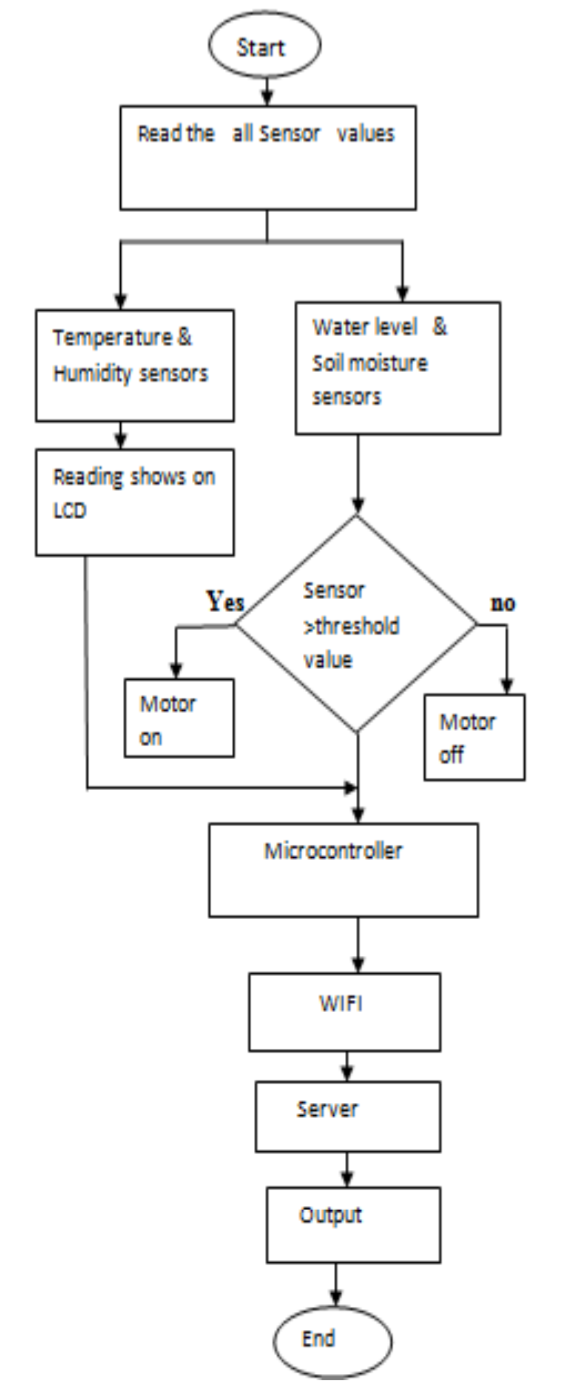 Start
Read the all Sensor values
Temperature &
Humidity sensors
Water level &
Soil moisture
sensors
Reading shows on
LCD
Yes
Sensor
>threshold
value
no
Motor
on
Motor
off
Microcontroller
WIFI
Server
Output
End